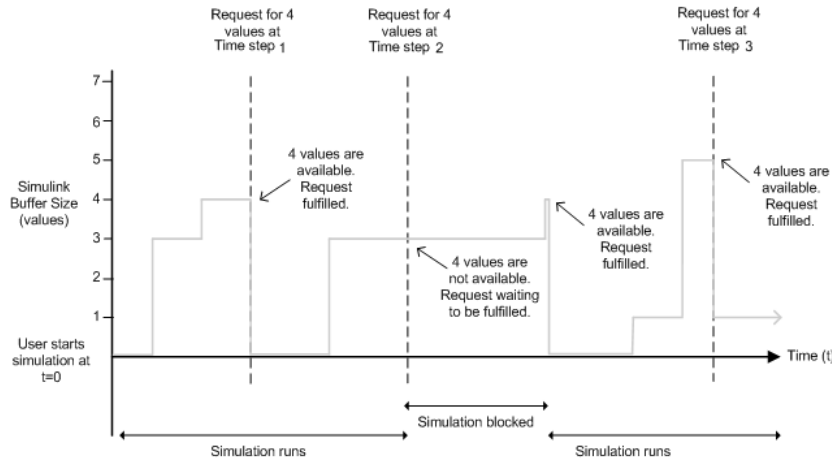 Request for 4
values at
Time step 1
Request for 4
values at
Time step 2
Request for 4
values at
Time step 3
7
6
5
4
3
2
1
Simulink
Buffer Size
(values)
4 values are
available.
Request
fulfilled.
4 values are
not available.
Request waiting
to be fulfilled.
4 values are
available.
Request
fulfilled.
4 values are
available.
Request
fulfilled.
User starts
simulation at
t=0
Time (t)
Simulation blocked
Simulation runs
Simulation runs